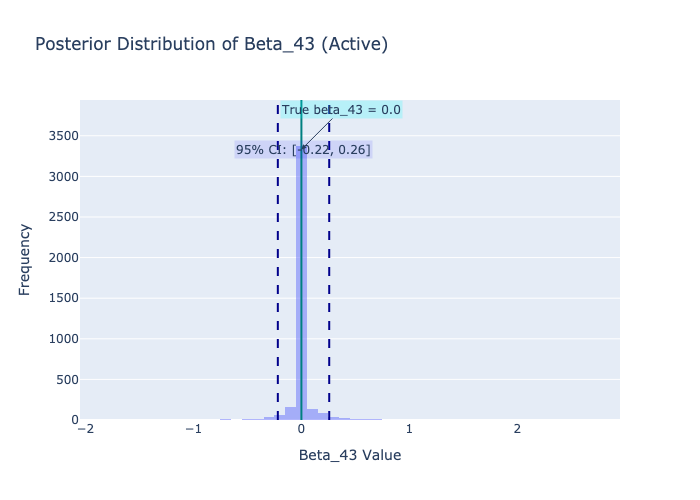 Posterior Distribution of Beta_43 (Active)
True beta_43 = 0.0
95% CI: [-0.22, 0.26]
3500
3000
2500
2000
1500
1000
500
0
Frequency
−2
−1
0
1
2
Beta_43 Value